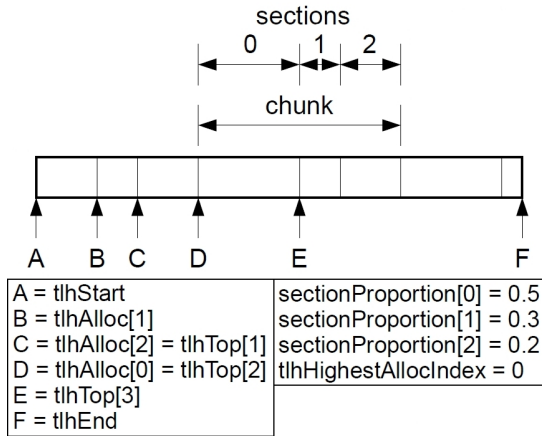 sections
0 1 2
chunk
A B C D E F
A = tlhStart
B = tlhAlloc[1]
C = tlhAlloc[2] = tlhTop[1]
D = tlhAlloc[0] = tlhTop[2]
E = tlhTop[3]
F = tlhEnd
sectionProportion[0] = 0.5
sectionProportion[1] = 0.3
sectionProportion[2] = 0.2
tlhHighestAllocIndex = 0